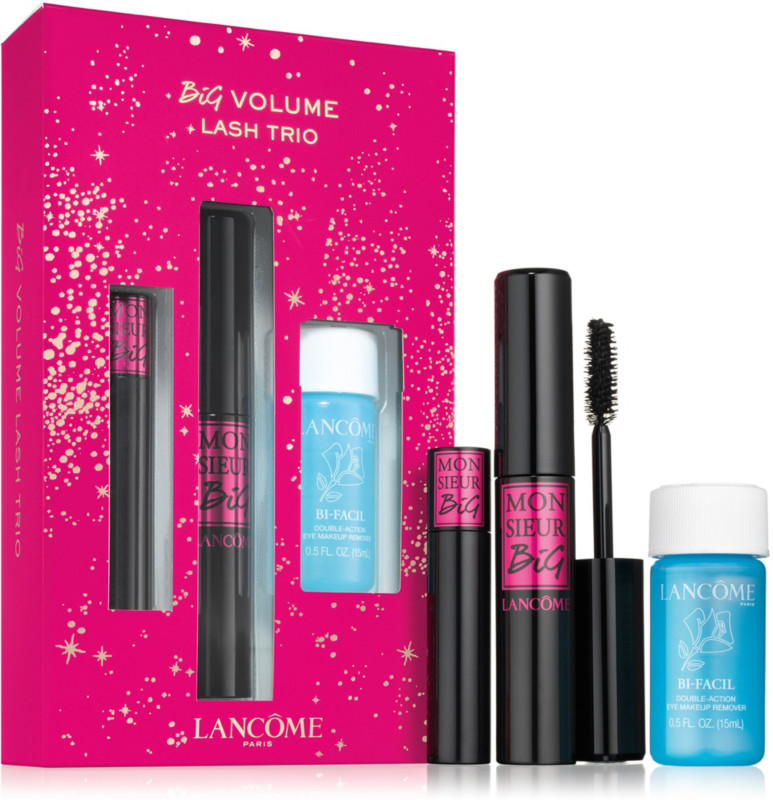 BiG VOLUME
LASH TRIO
BiG VOLUME LASH TRIO
MON
SIEUR
BiG
MON
SIEUR
BiG
LANCÔME
LANCÔME
BI-FACIL
DOUBLE-ACTION
EYE MAKEUP REMOVER
0.5 FL. OZ. (15mL)
LANCÔME
PARIS
MON
SIEUR
BiG
MON
SIEUR
BiG
LANCÔME
LANCÔME
PARIS
BI-FACIL
DOUBLE-ACTION
EYE MAKEUP REMOVER
0.5 FL. OZ. (15mL)